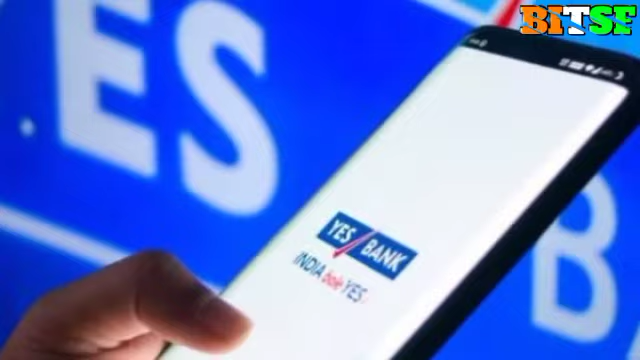 BITSF
ES
B
YES BANK
INDIA bole YES